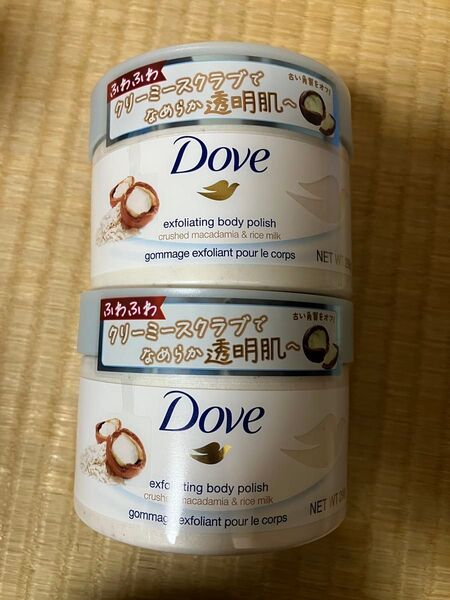 ふわふわ
クリーミースクラブで
なめらか透明肌へ
古い角質をオフ!
Dove
exfoliating body polish
crushed macadamia & rice milk
gommage exfoliant pour le corps
NET WT
ふわふわ
クリーミースクラブで
なめらか透明肌へ
古い角質をオフ!
Dove
exfoliating body polish
crushed macadamia & rice milk
gommage exfoliant pour le corps
NET WT